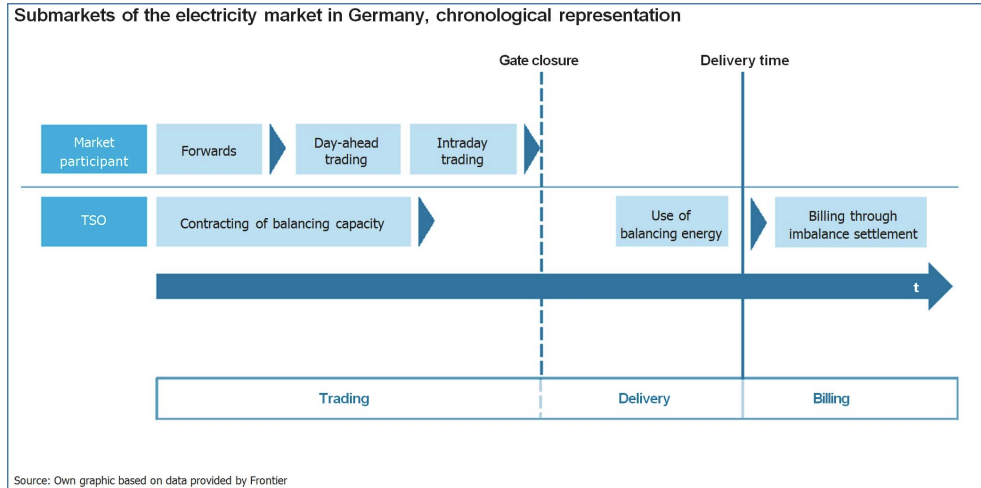 Submarkets of the electricity market in Germany, chronological representation
Gate closure
Delivery time
Market
participant
Forwards
Day-ahead
trading
Intraday
trading
TSO
Contracting of balancing capacity
Use of
balancing energy
Billing through
imbalance settlement
t
Trading
Delivery
Billing
Source: Own graphic based on data provided by Frontier